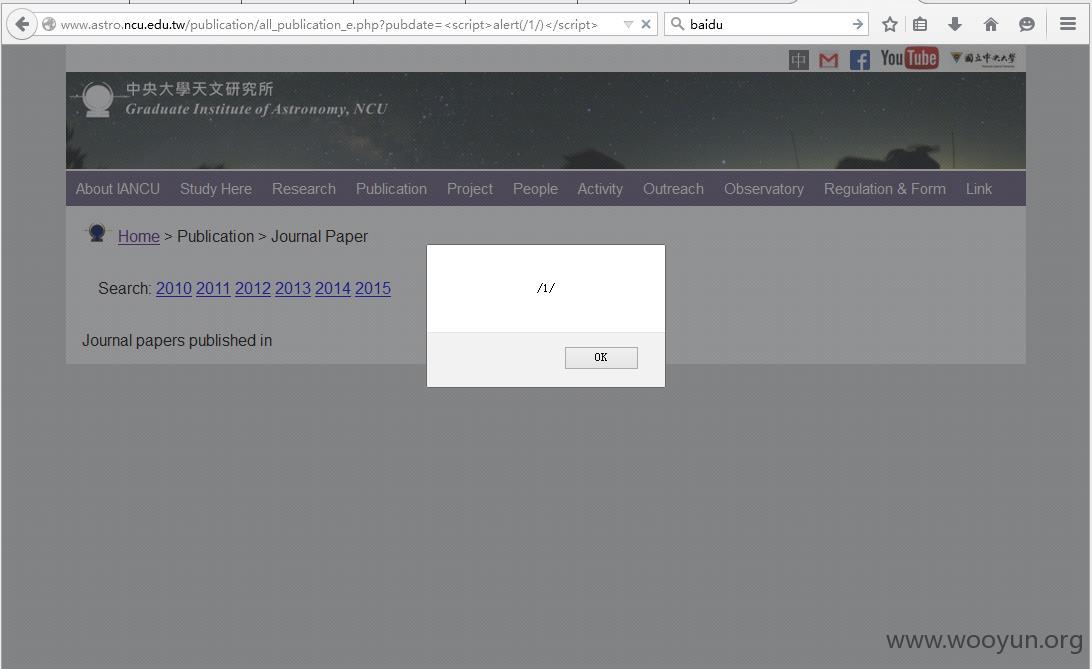 www.astro.ncu.edu.tw/publication/all_publication_e.php?pubdate=<script>alert(/1/)</script>
baidu
中 You Tube 國立中央大學
中央大學天文研究所
Graduate Institute of Astronomy, NCU
About IANCU Study Here Research Publication Project People Activity Outreach Observatory Regulation & Form Link
Home > Publication > Journal Paper
/1/
Search: 2010 2011 2012 2013 2014 2015
Journal papers published in
OK
www.wooyun.org